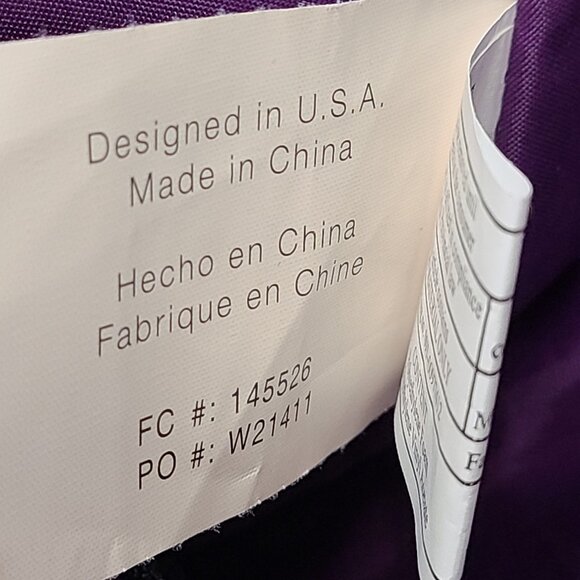 Designed in U.S.A.
Made in China
Hecho en China
Fabrique en Chine
FC #: 145526
PO #: W21411